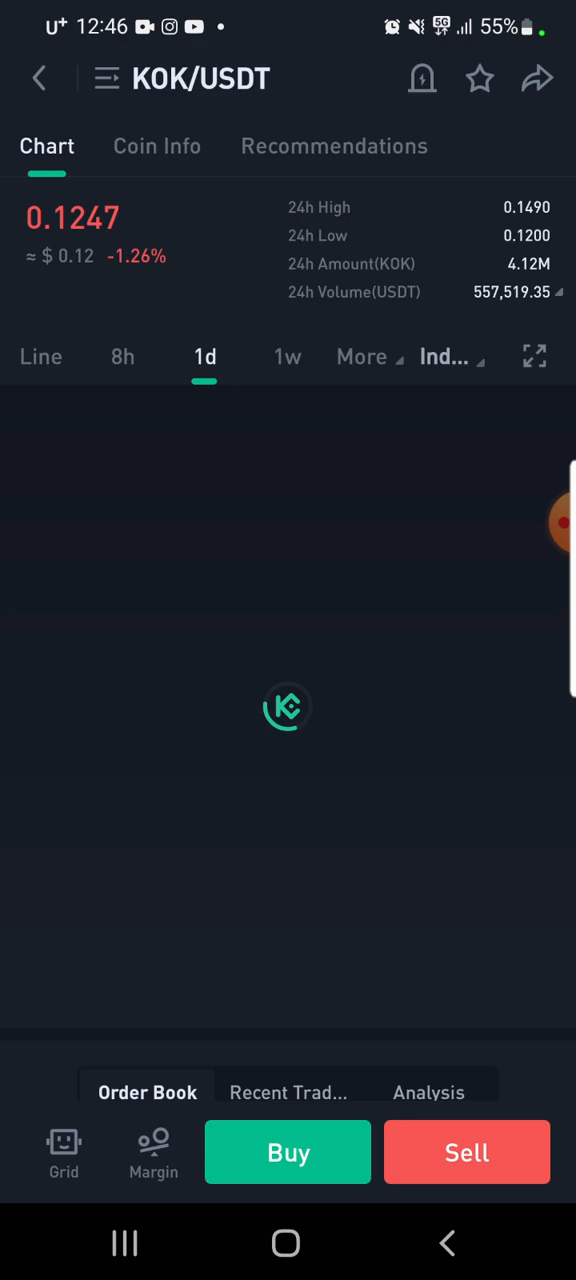 U+ 12:46 5G 55%
KOK/USDT
Chart Coin Info Recommendations
0.1247
≈ $ 0.12 -1.26%
24h High 0.1490
24h Low 0.1200
24h Amount(KOK) 4.12M
24h Volume(USDT) 557,519.35
Line 8h 1d 1w More Ind...
Order Book Recent Trad... Analysis
Grid Margin Buy Sell